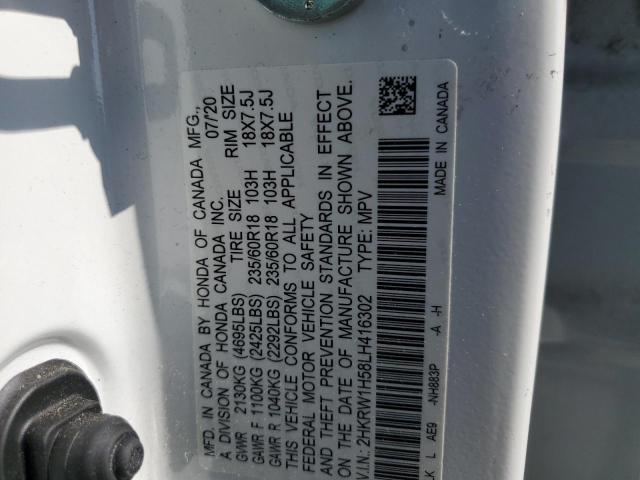 MFD. IN CANADA BY HONDA OF CANADA MFG.,
A DIVISION OF HONDA CANADA INC. 07/20
GVWR 2130KG (4695LBS) TIRE SIZE RIM SIZE
GAWR F 1100KG (2425LBS) 235/60R18 103H 18X7.5J
GAWR R 1040KG (2292LBS) 235/60R18 103H 18X7.5J
THIS VEHICLE CONFORMS TO ALL APPLICABLE
FEDERAL MOTOR VEHICLE SAFETY
AND THEFT PREVENTION STANDARDS IN EFFECT
ON THE DATE OF MANUFACTURE SHOWN ABOVE.
V.I.N.: 2HKRW1H58LH416302 TYPE: MPV
LK L AE9 -NH883P -A -H
MADE IN CANADA